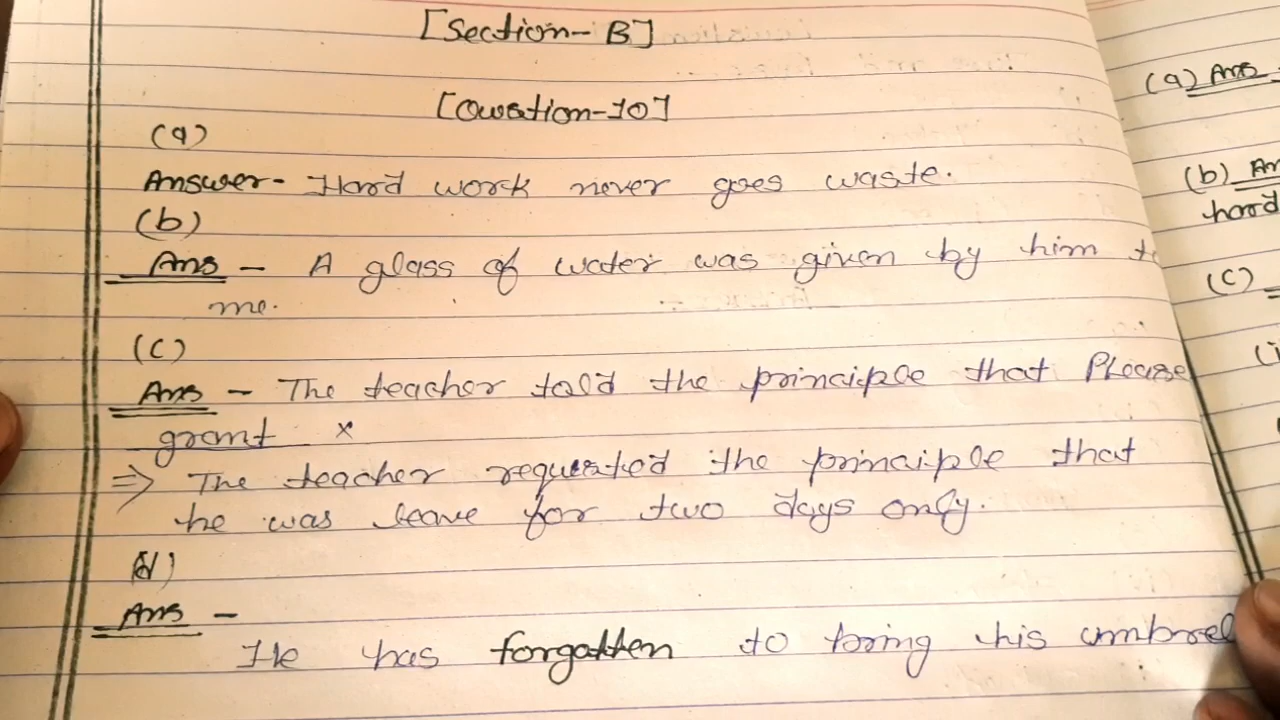 [Section-B]
[Question-10]
(a)
Answer- Hard work never goes waste.
(b)
Ans - A glass of water was given by him to
me.
(c)
Ans - The teacher told the principle that Please
grant ×
⇒ The teacher requested the principle that
he was leave for two days only.
(d)
Ans -
He has forgotten to bring his umbrel
(a) Ans
(b) An
hard
(c)
(i